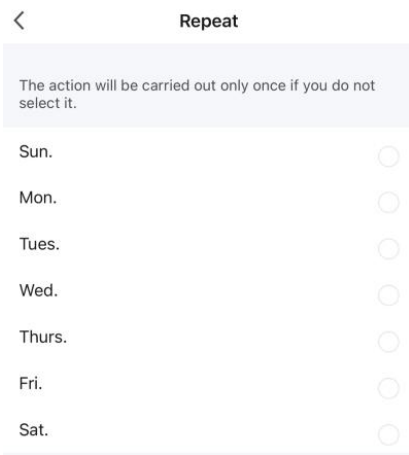 Repeat
The action will be carried out only once if you do not
select it.
Sun.
Mon.
Tues.
Wed.
Thurs.
Fri.
Sat.